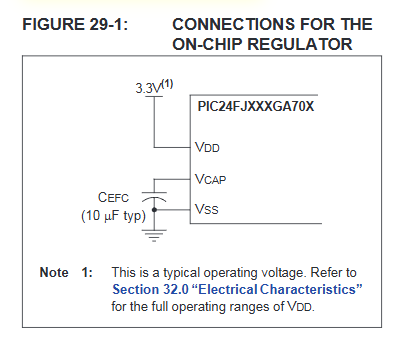 FIGURE 29-1: CONNECTIONS FOR THE
ON-CHIP REGULATOR
3.3V(1)
PIC24FJXXXGA70X
VDD
VCAP
CEFC
(10 μF typ)
VSS
Note 1: This is a typical operating voltage. Refer to
Section 32.0 “Electrical Characteristics”
for the full operating ranges of VDD.